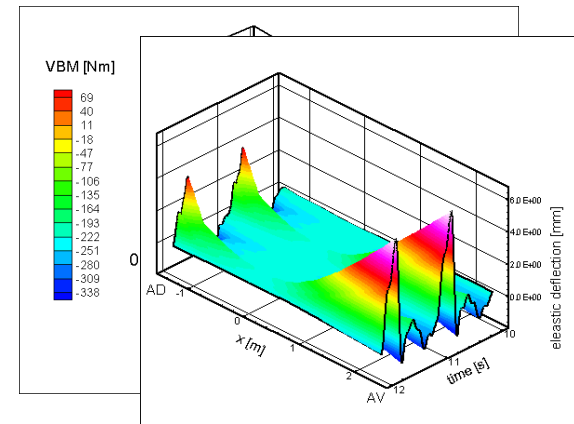 VBM [Nm]
69
40
11
-18
-47
-77
-106
-135
-164
-193
-222
-251
-280
-309
-338
0
AD
-1
0
1
2
AV
x [m]
12
11
10
time [s]
6.0E+00
4.0E+00
2.0E+00
0.0E+00
eleastic deflection [mm]